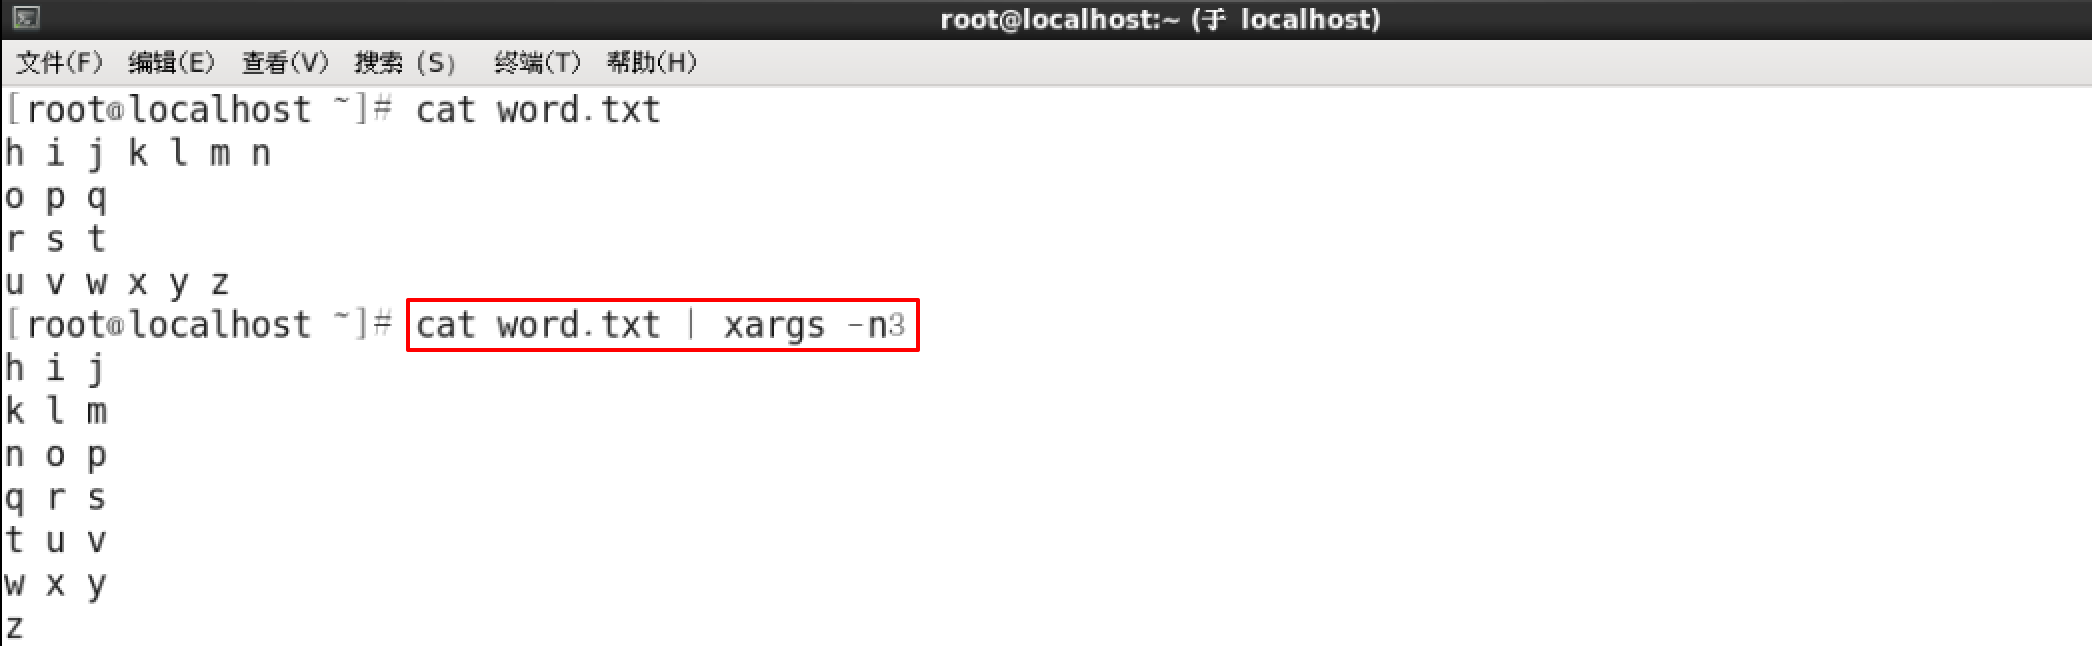 root@localhost:~ (于 localhost)
文件(F) 编辑(E) 查看(V) 搜索 (S) 终端(T) 帮助(H)
[root@localhost ~]# cat word.txt
h i j k l m n
o p q
r s t
u v w x y z
[root@localhost ~]# cat word.txt | xargs -n3
h i j
k l m
n o p
q r s
t u v
w x y
z